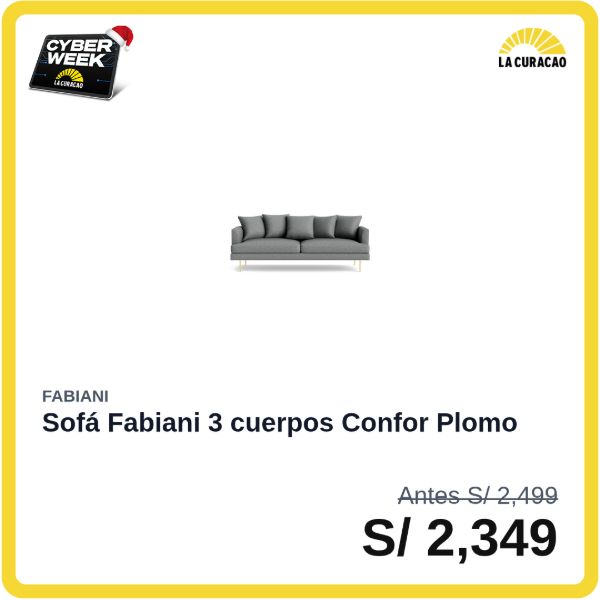 CYBER
WEEK
LA CURACAO
LA CURACAO
FABIANI
Sofá Fabiani 3 cuerpos Confor Plomo
Antes S/ 2,499
S/ 2,349